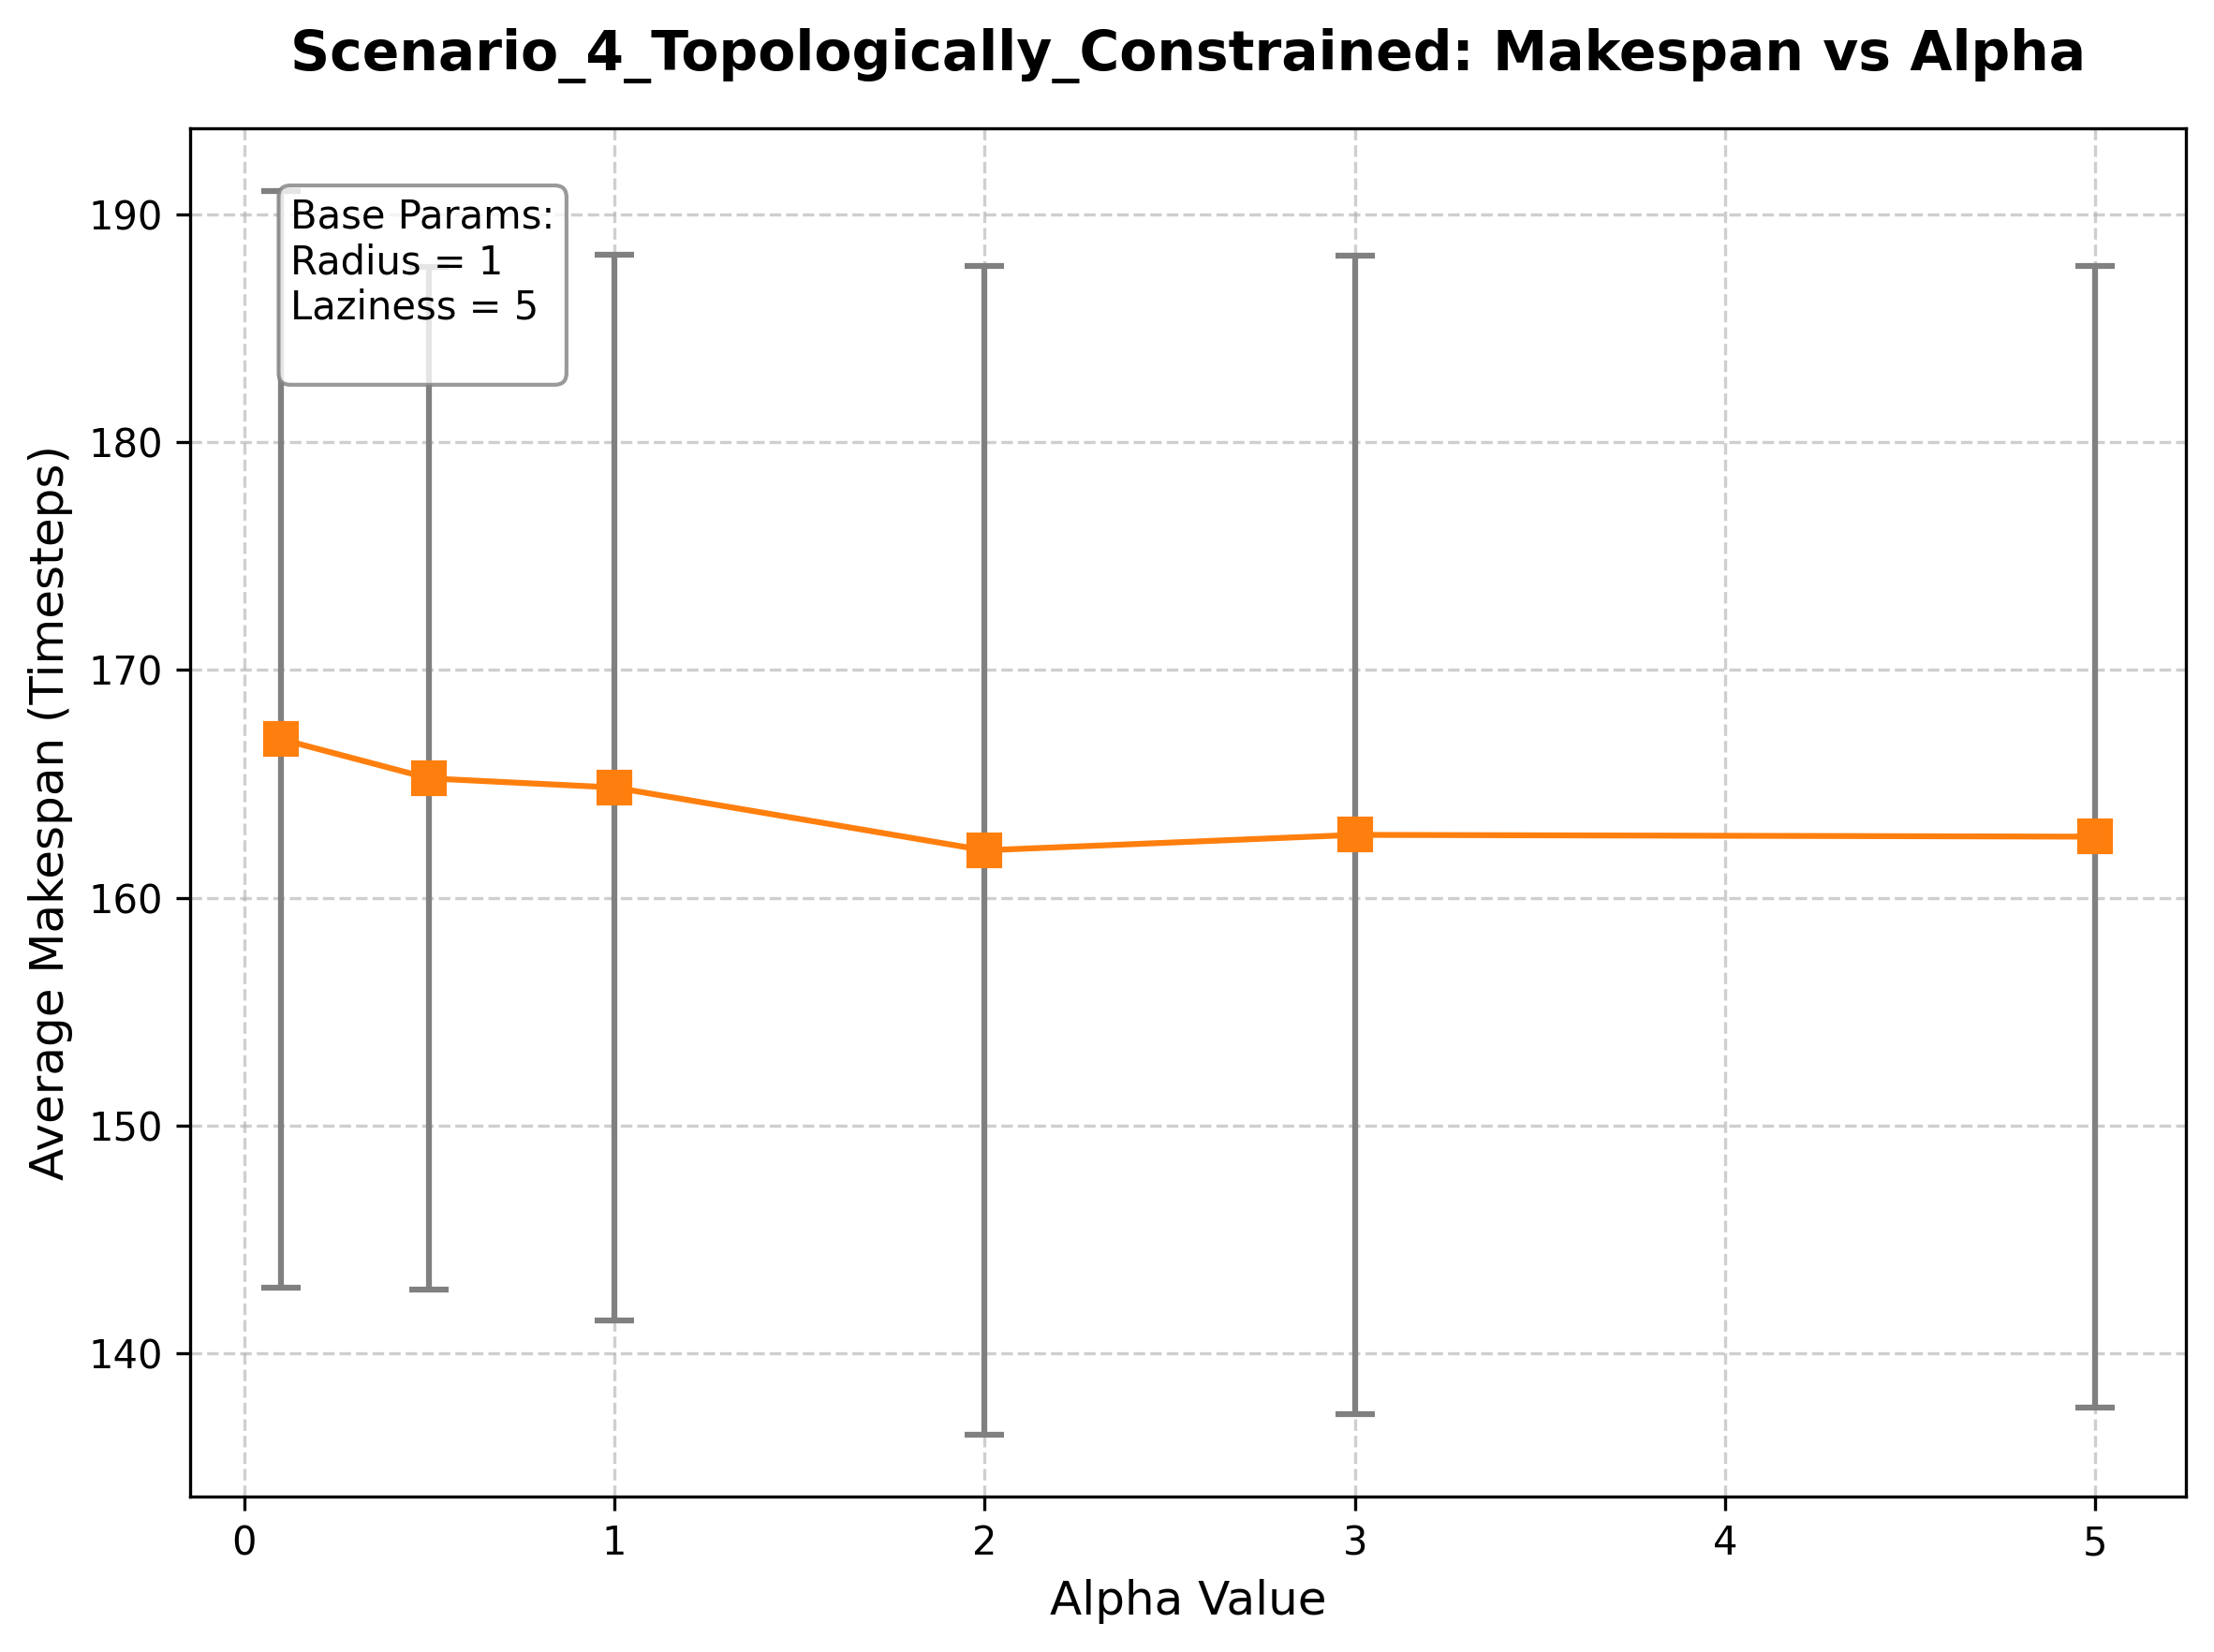 Scenario_4_Topologically_Constrained: Makespan vs Alpha
Base Params:
Radius = 1
Laziness = 5
Average Makespan (Timesteps)
190
180
170
160
150
140
0 1 2 3 4 5
Alpha Value